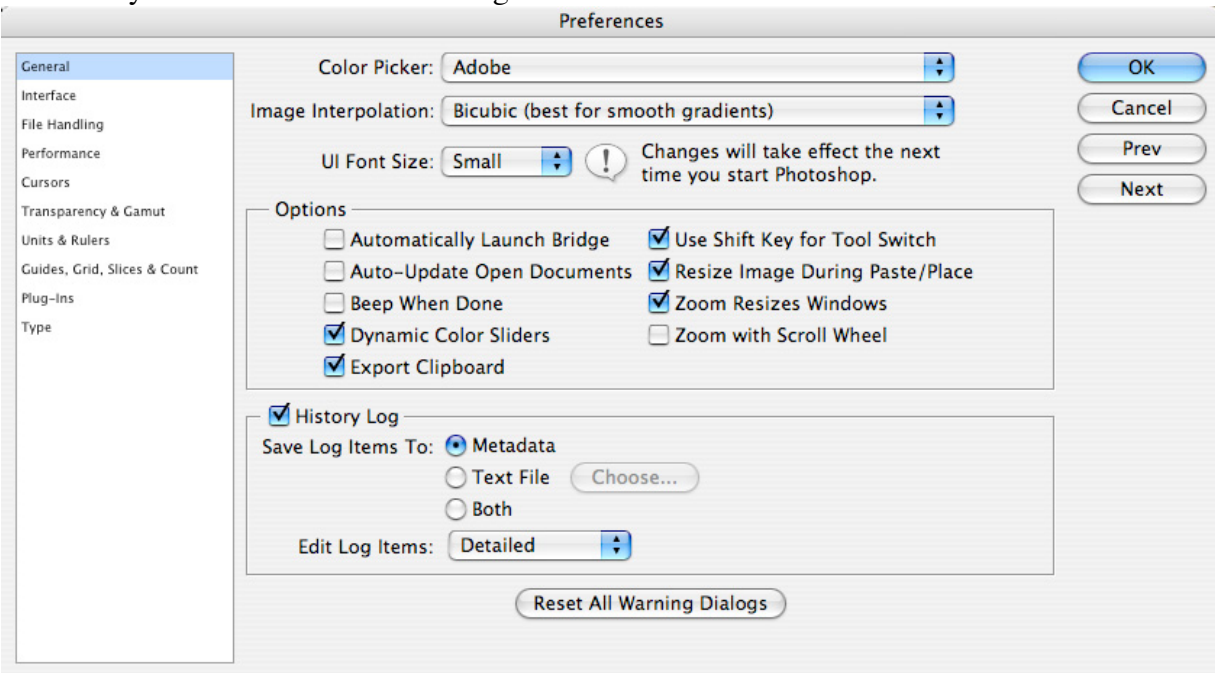 Preferences
General
Interface
File Handling
Performance
Cursors
Transparency & Gamut
Units & Rulers
Guides, Grid, Slices & Count
Plug-Ins
Type
Color Picker: Adobe
Image Interpolation: Bicubic (best for smooth gradients)
UI Font Size: Small
! Changes will take effect the next
time you start Photoshop.
Options
Automatically Launch Bridge
Auto-Update Open Documents
Beep When Done
Dynamic Color Sliders
Export Clipboard
Use Shift Key for Tool Switch
Resize Image During Paste/Place
Zoom Resizes Windows
Zoom with Scroll Wheel
History Log
Save Log Items To: Metadata
Text File Choose...
Both
Edit Log Items: Detailed
Reset All Warning Dialogs
OK
Cancel
Prev
Next